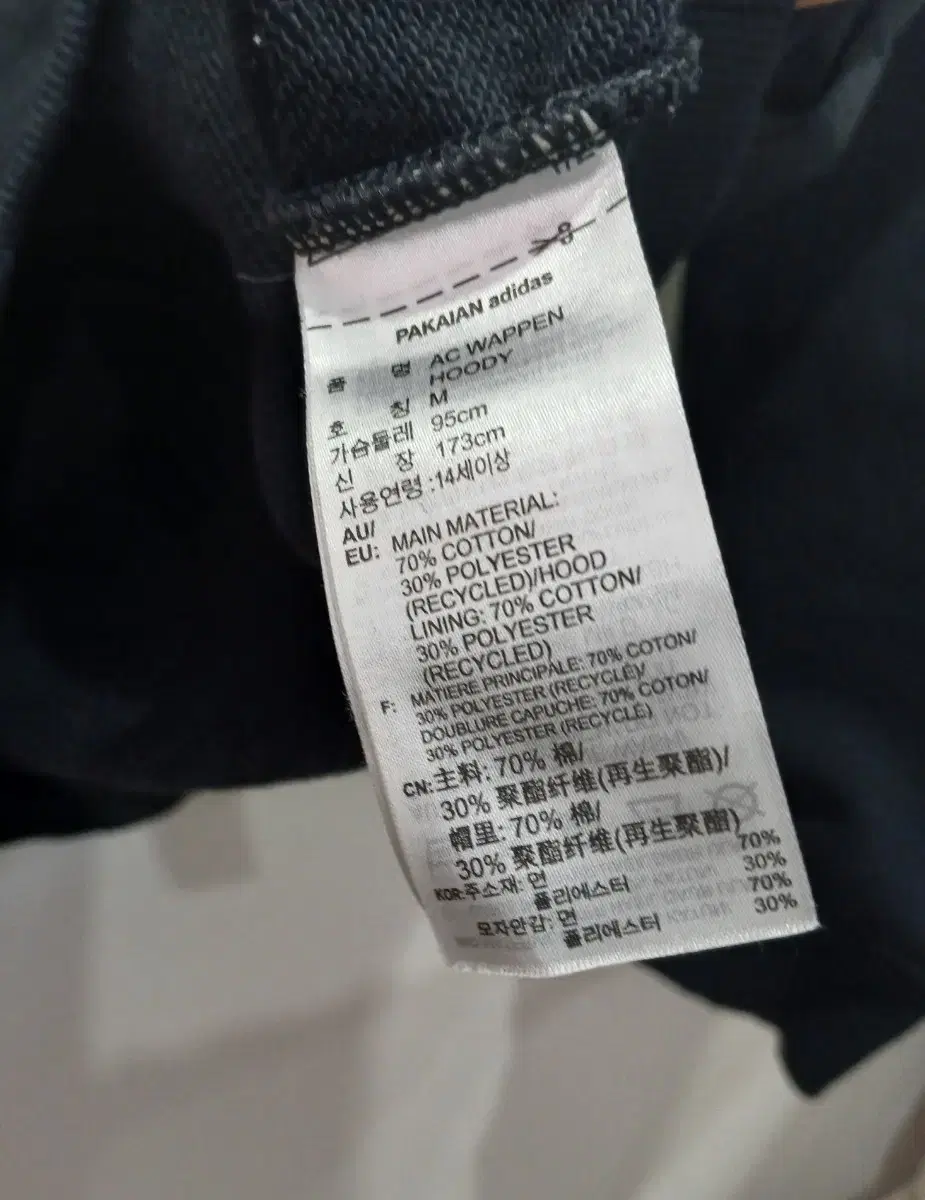 PAKAIAN adidas
품 명 AC WAPPEN
HOODY
호 칭 M
가슴둘레 95cm
신 장 173cm
사용연령 :14세이상
AU/
EU: MAIN MATERIAL:
70% COTTON/
30% POLYESTER
(RECYCLED)/HOOD
LINING: 70% COTTON/
30% POLYESTER
(RECYCLED)
F: MATIERE PRINCIPALE: 70% COTON/
30% POLYESTER (RECYCLÉ)/
DOUBLURE CAPUCHE: 70% COTON/
30% POLYESTER (RECYCLÉ)
CN:主料: 70% 棉/
30% 聚酯纤维(再生聚酯)/
帽里: 70% 棉/
30% 聚酯纤维(再生聚酯)
KOR:주소재: 면 70%
폴리에스터 30%
모자안감: 면 70%
폴리에스터 30%